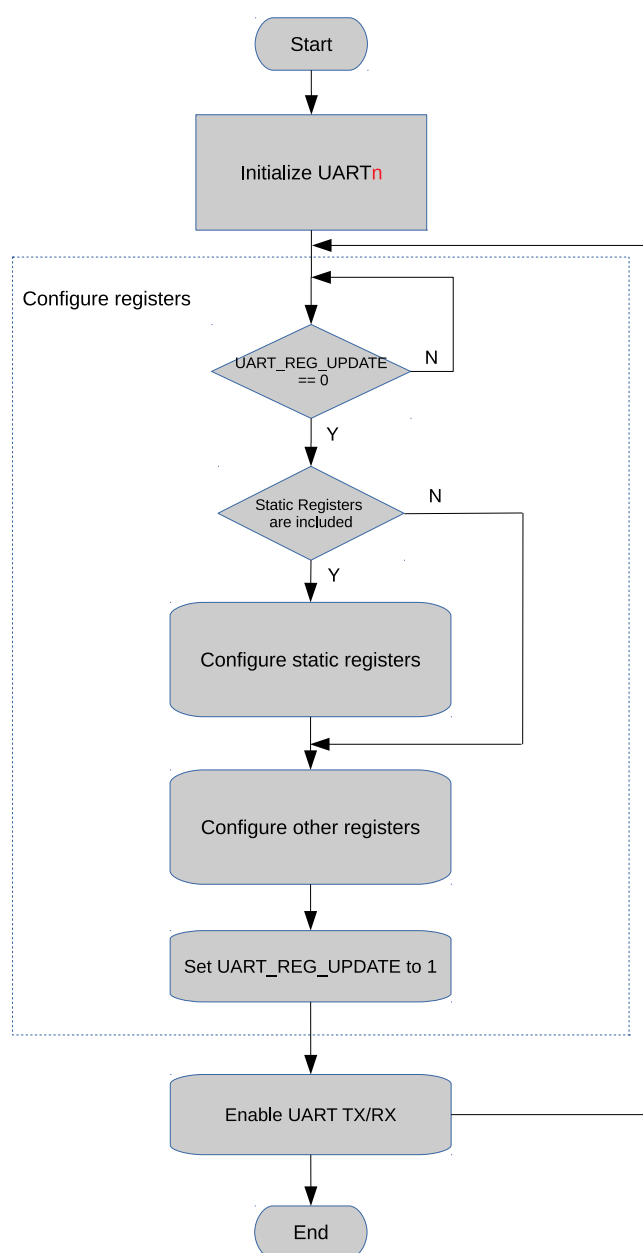 Start
Initialize UARTn
Configure registers
UART_REG_UPDATE
== 0
N
Y
Static Registers
are included
N
Y
Configure static registers
Configure other registers
Set UART_REG_UPDATE to 1
Enable UART TX/RX
End